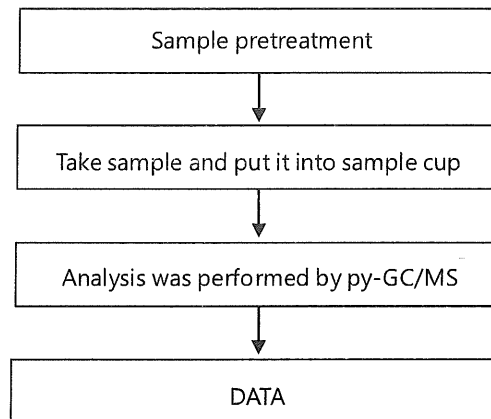 Sample pretreatment
Take sample and put it into sample cup
Analysis was performed by py-GC/MS
DATA